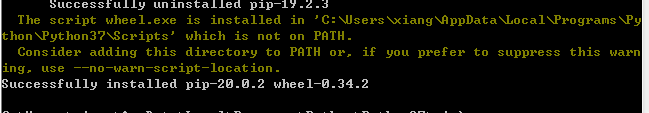 Successfully uninstalled pip-19.2.3
The script wheel.exe is installed in 'C:\Users\xiang\AppData\Local\Programs\Py
thon\Python37\Scripts' which is not on PATH.
Consider adding this directory to PATH or, if you prefer to suppress this warn
ing, use --no-warn-script-location.
Successfully installed pip-20.0.2 wheel-0.34.2